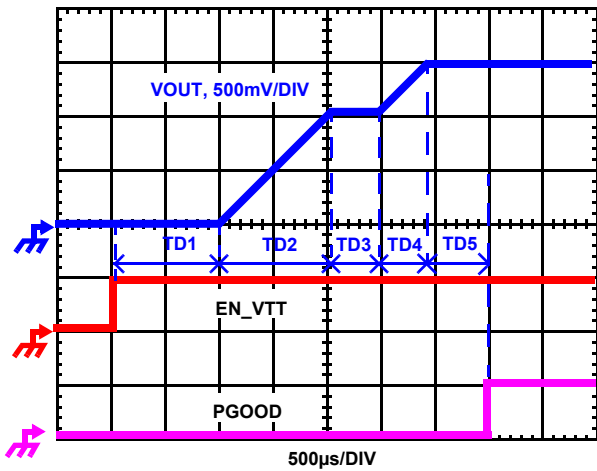 VOUT, 500mV/DIV
TD1 TD2 TD3 TD4 TD5
EN_VTT
PGOOD
500µs/DIV